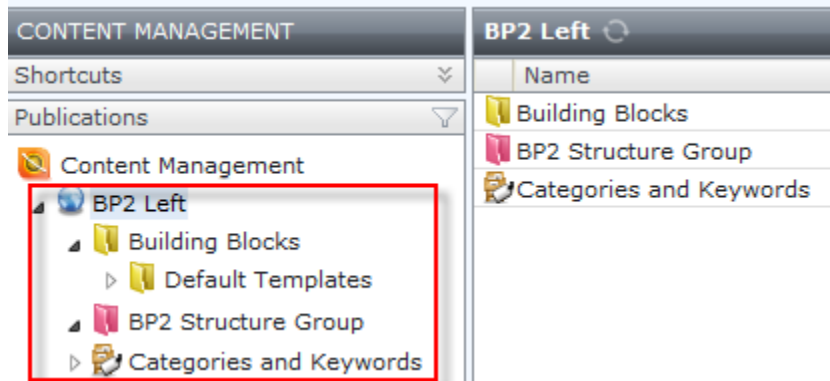 CONTENT MANAGEMENT
Shortcuts
Publications
Content Management
BP2 Left
Building Blocks
Default Templates
BP2 Structure Group
Categories and Keywords
BP2 Left
Name
Building Blocks
BP2 Structure Group
Categories and Keywords